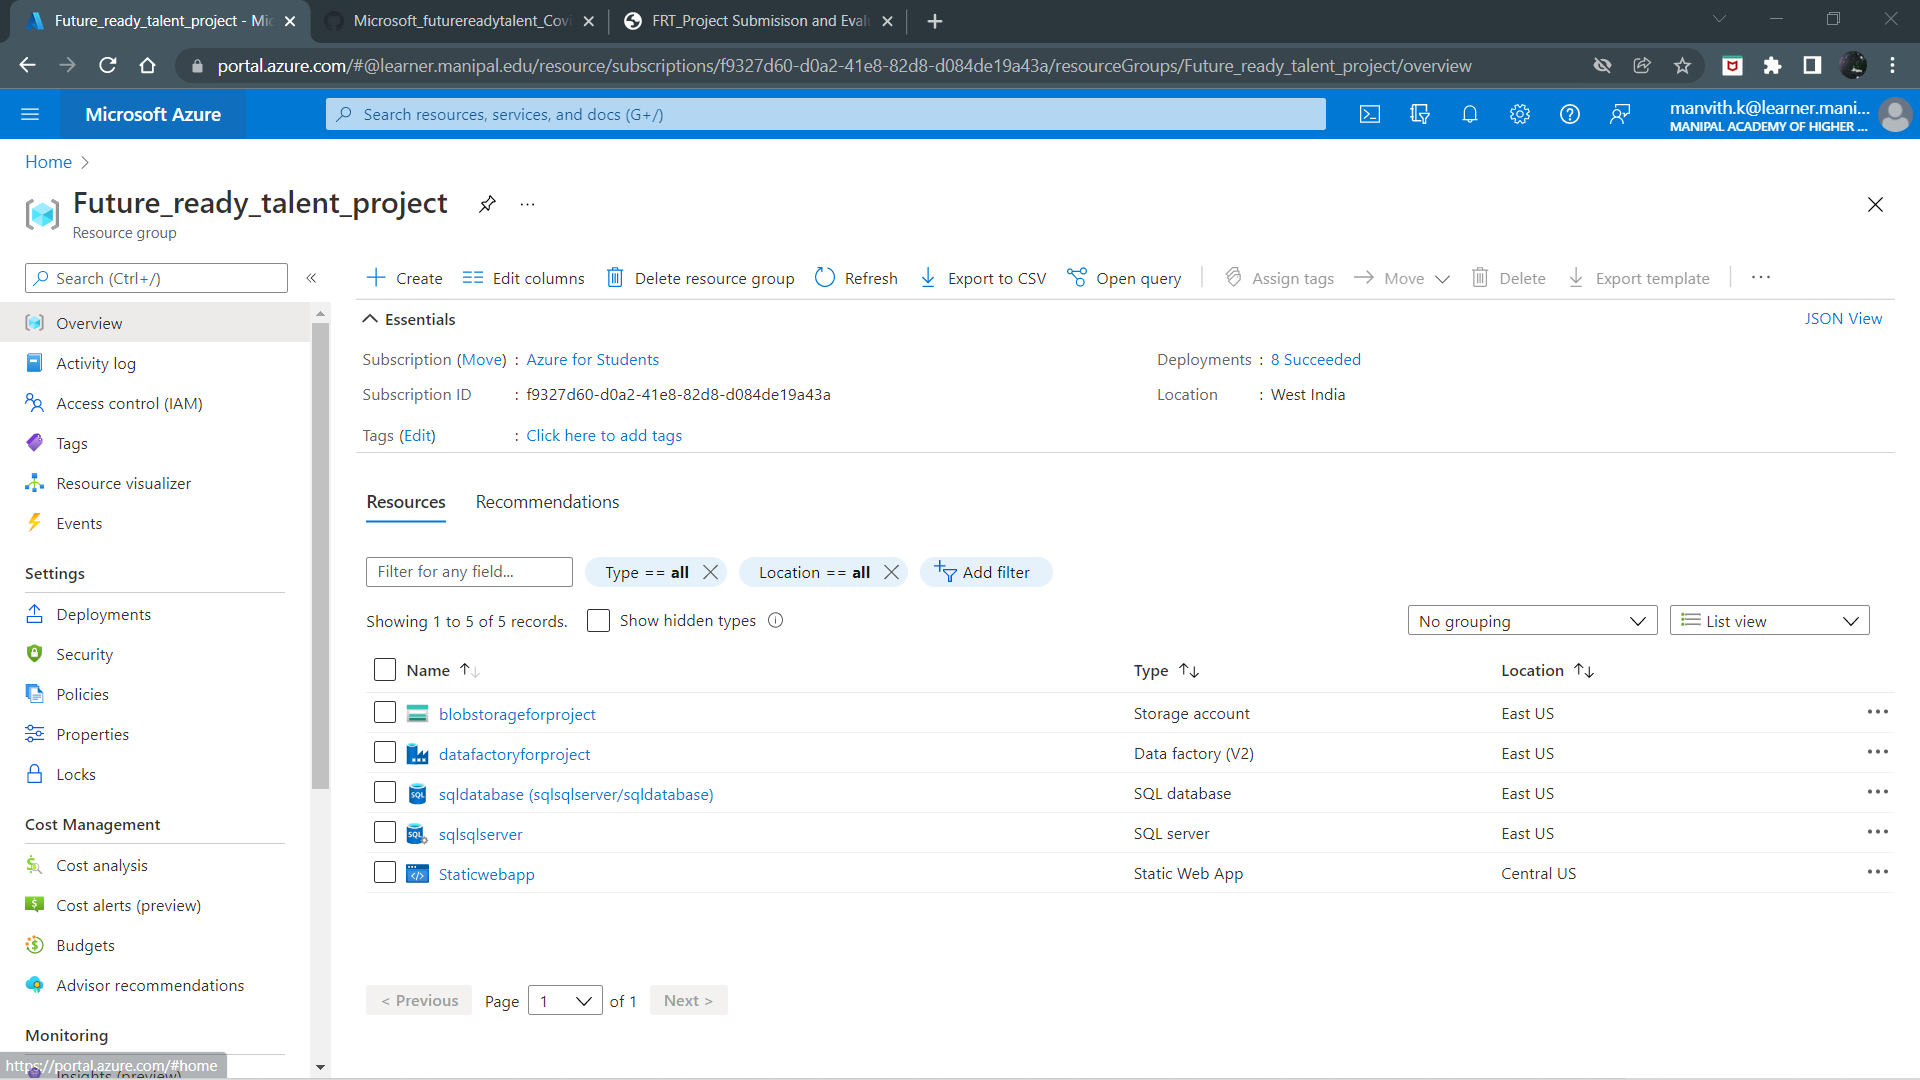 Future_ready_talent_project - Mic
Microsoft_futurereadytalent_Covi
FRT_Project Submisison and Eval
portal.azure.com/#@learner.manipal.edu/resource/subscriptions/f9327d60-d0a2-41e8-82d8-d084de19a43a/resourceGroups/Future_ready_talent_project/overview
Microsoft Azure
Search resources, services, and docs (G+/)
manvith.k@learner.mani...
MANIPAL ACADEMY OF HIGHER ...
Home >
Future_ready_talent_project
...
Resource group
Search (Ctrl+/)
«
Create
Edit columns
Delete resource group
Refresh
Export to CSV
Open query
Assign tags
Move
Delete
Export template
...
Overview
Activity log
Access control (IAM)
Tags
Resource visualizer
Events
Settings
Deployments
Security
Policies
Properties
Locks
Cost Management
Cost analysis
Cost alerts (preview)
Budgets
Advisor recommendations
Monitoring
Insights (preview)
https://portal.azure.com/#home
Essentials
JSON View
Subscription (Move) : Azure for Students
Deployments : 8 Succeeded
Subscription ID : f9327d60-d0a2-41e8-82d8-d084de19a43a
Location : West India
Tags (Edit) : Click here to add tags
Resources
Recommendations
Filter for any field...
Type == all
Location == all
Add filter
Showing 1 to 5 of 5 records.
Show hidden types
No grouping
List view
Name Type Location
blobstorageforproject Storage account East US ...
datafactoryforproject Data factory (V2) East US ...
SQL sqldatabase (sqlsqlserver/sqldatabase) SQL database East US ...
SQL sqlsqlserver SQL server East US ...
</> Staticwebapp Static Web App Central US ...
< Previous Page 1 of 1 Next >